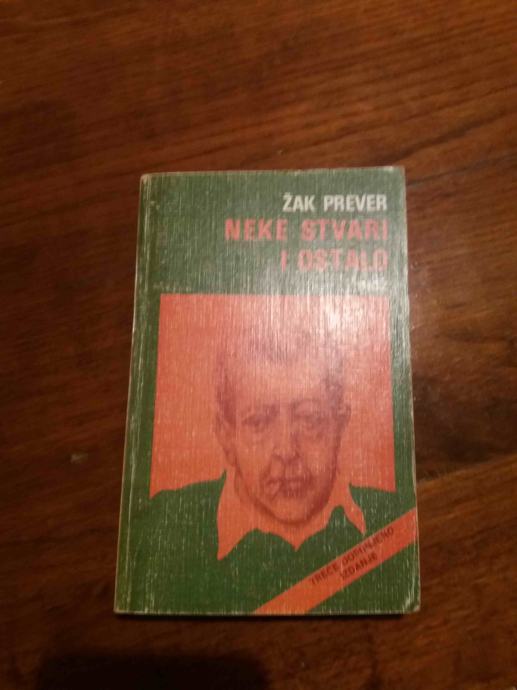 ŽAK PREVER
NEKE STVARI
I OSTALO
TREĆE DOPUNJENO
IZDANJE